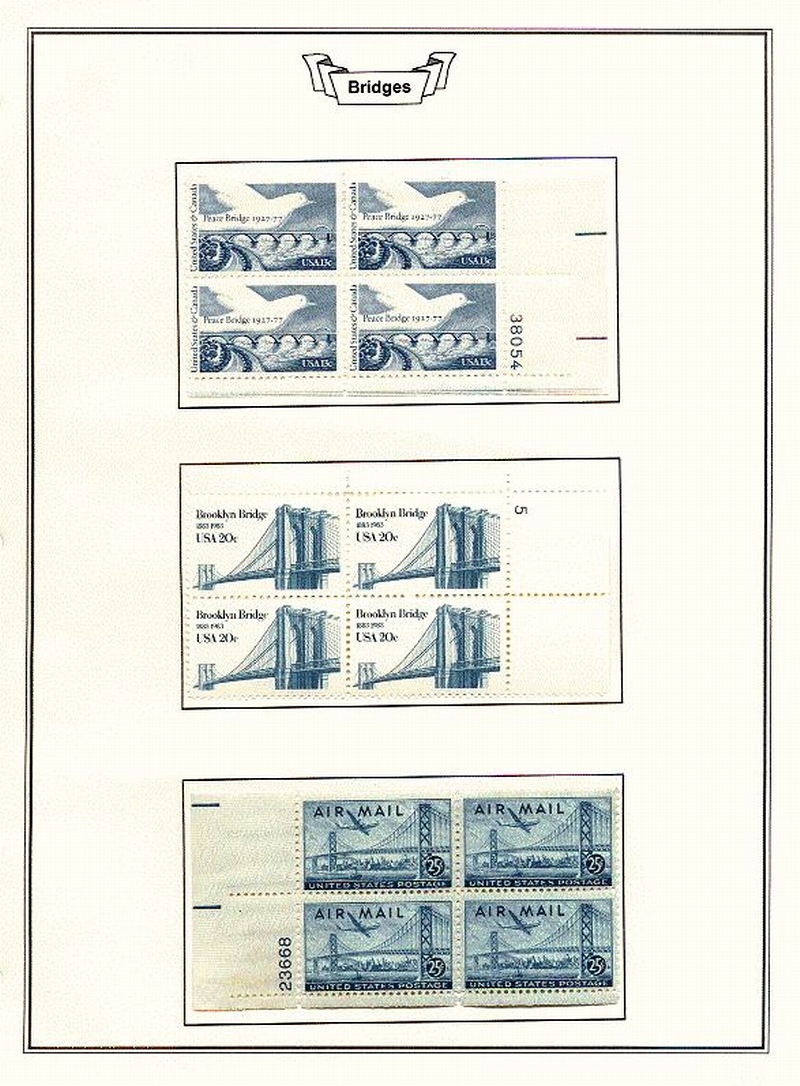 Bridges
United States & Canada
Peace Bridge 1927-77
USA 13c
United States & Canada
Peace Bridge 1927-77
USA 13c
United States & Canada
Peace Bridge 1927-77
USA 13c
United States & Canada
Peace Bridge 1927-77
USA 13c
38054
Brooklyn Bridge
1883 1983
USA 20c
Brooklyn Bridge
1883 1983
USA 20c
5
Brooklyn Bridge
1883 1983
USA 20c
Brooklyn Bridge
1883 1983
USA 20c
AIR MAIL
25¢
UNITED STATES POSTAGE
AIR MAIL
25¢
UNITED STATES POSTAGE
23668
AIR MAIL
25¢
UNITED STATES POSTAGE
AIR MAIL
25¢
UNITED STATES POSTAGE